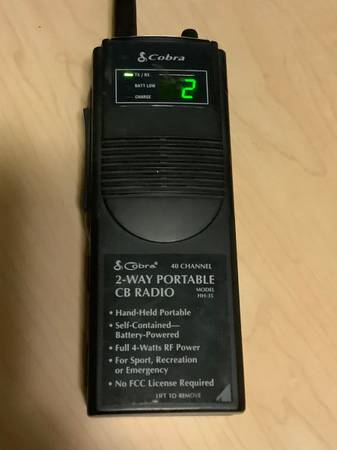 Cobra
TX / RX
BATT LOW
CHARGE
2
Cobra® 40 CHANNEL
2-WAY PORTABLE
CB RADIO MODEL
HH-35
• Hand-Held Portable
• Self-Contained—
Battery-Powered
• Full 4-Watts RF Power
• For Sport, Recreation
or Emergency
• No FCC License Required
LIFT TO REMOVE